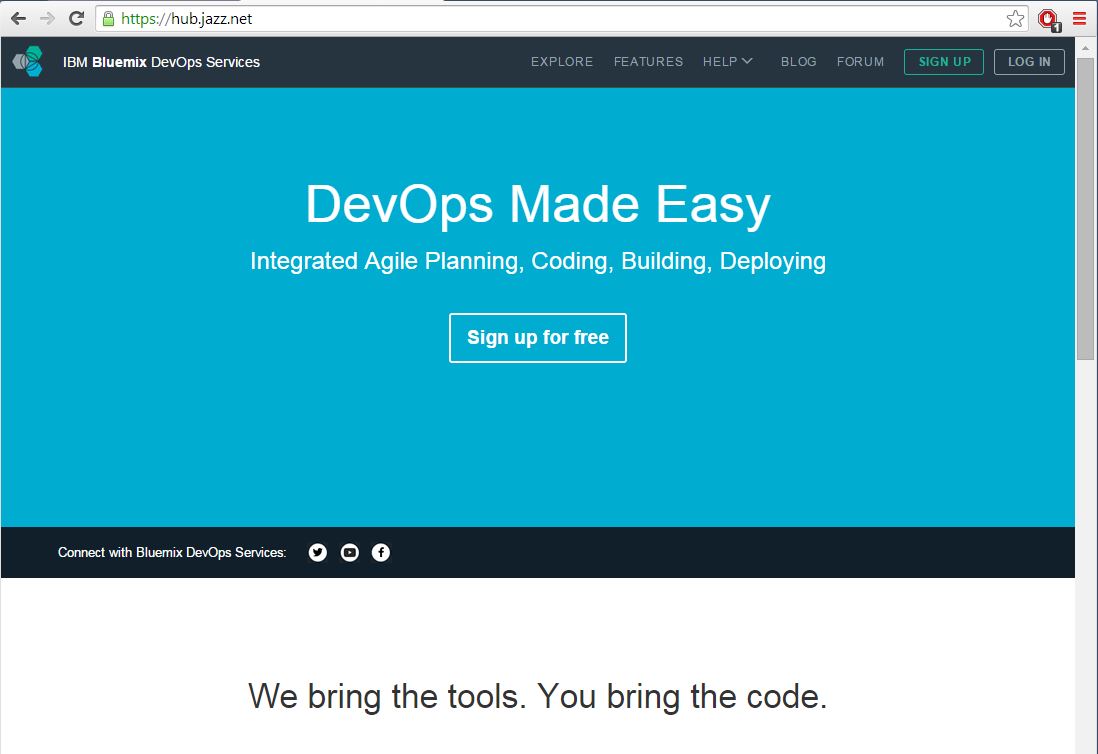 https://hub.jazz.net
1
IBM Bluemix DevOps Services
EXPLORE FEATURES HELP BLOG FORUM SIGN UP LOG IN
DevOps Made Easy
Integrated Agile Planning, Coding, Building, Deploying
Sign up for free
Connect with Bluemix DevOps Services:
We bring the tools. You bring the code.